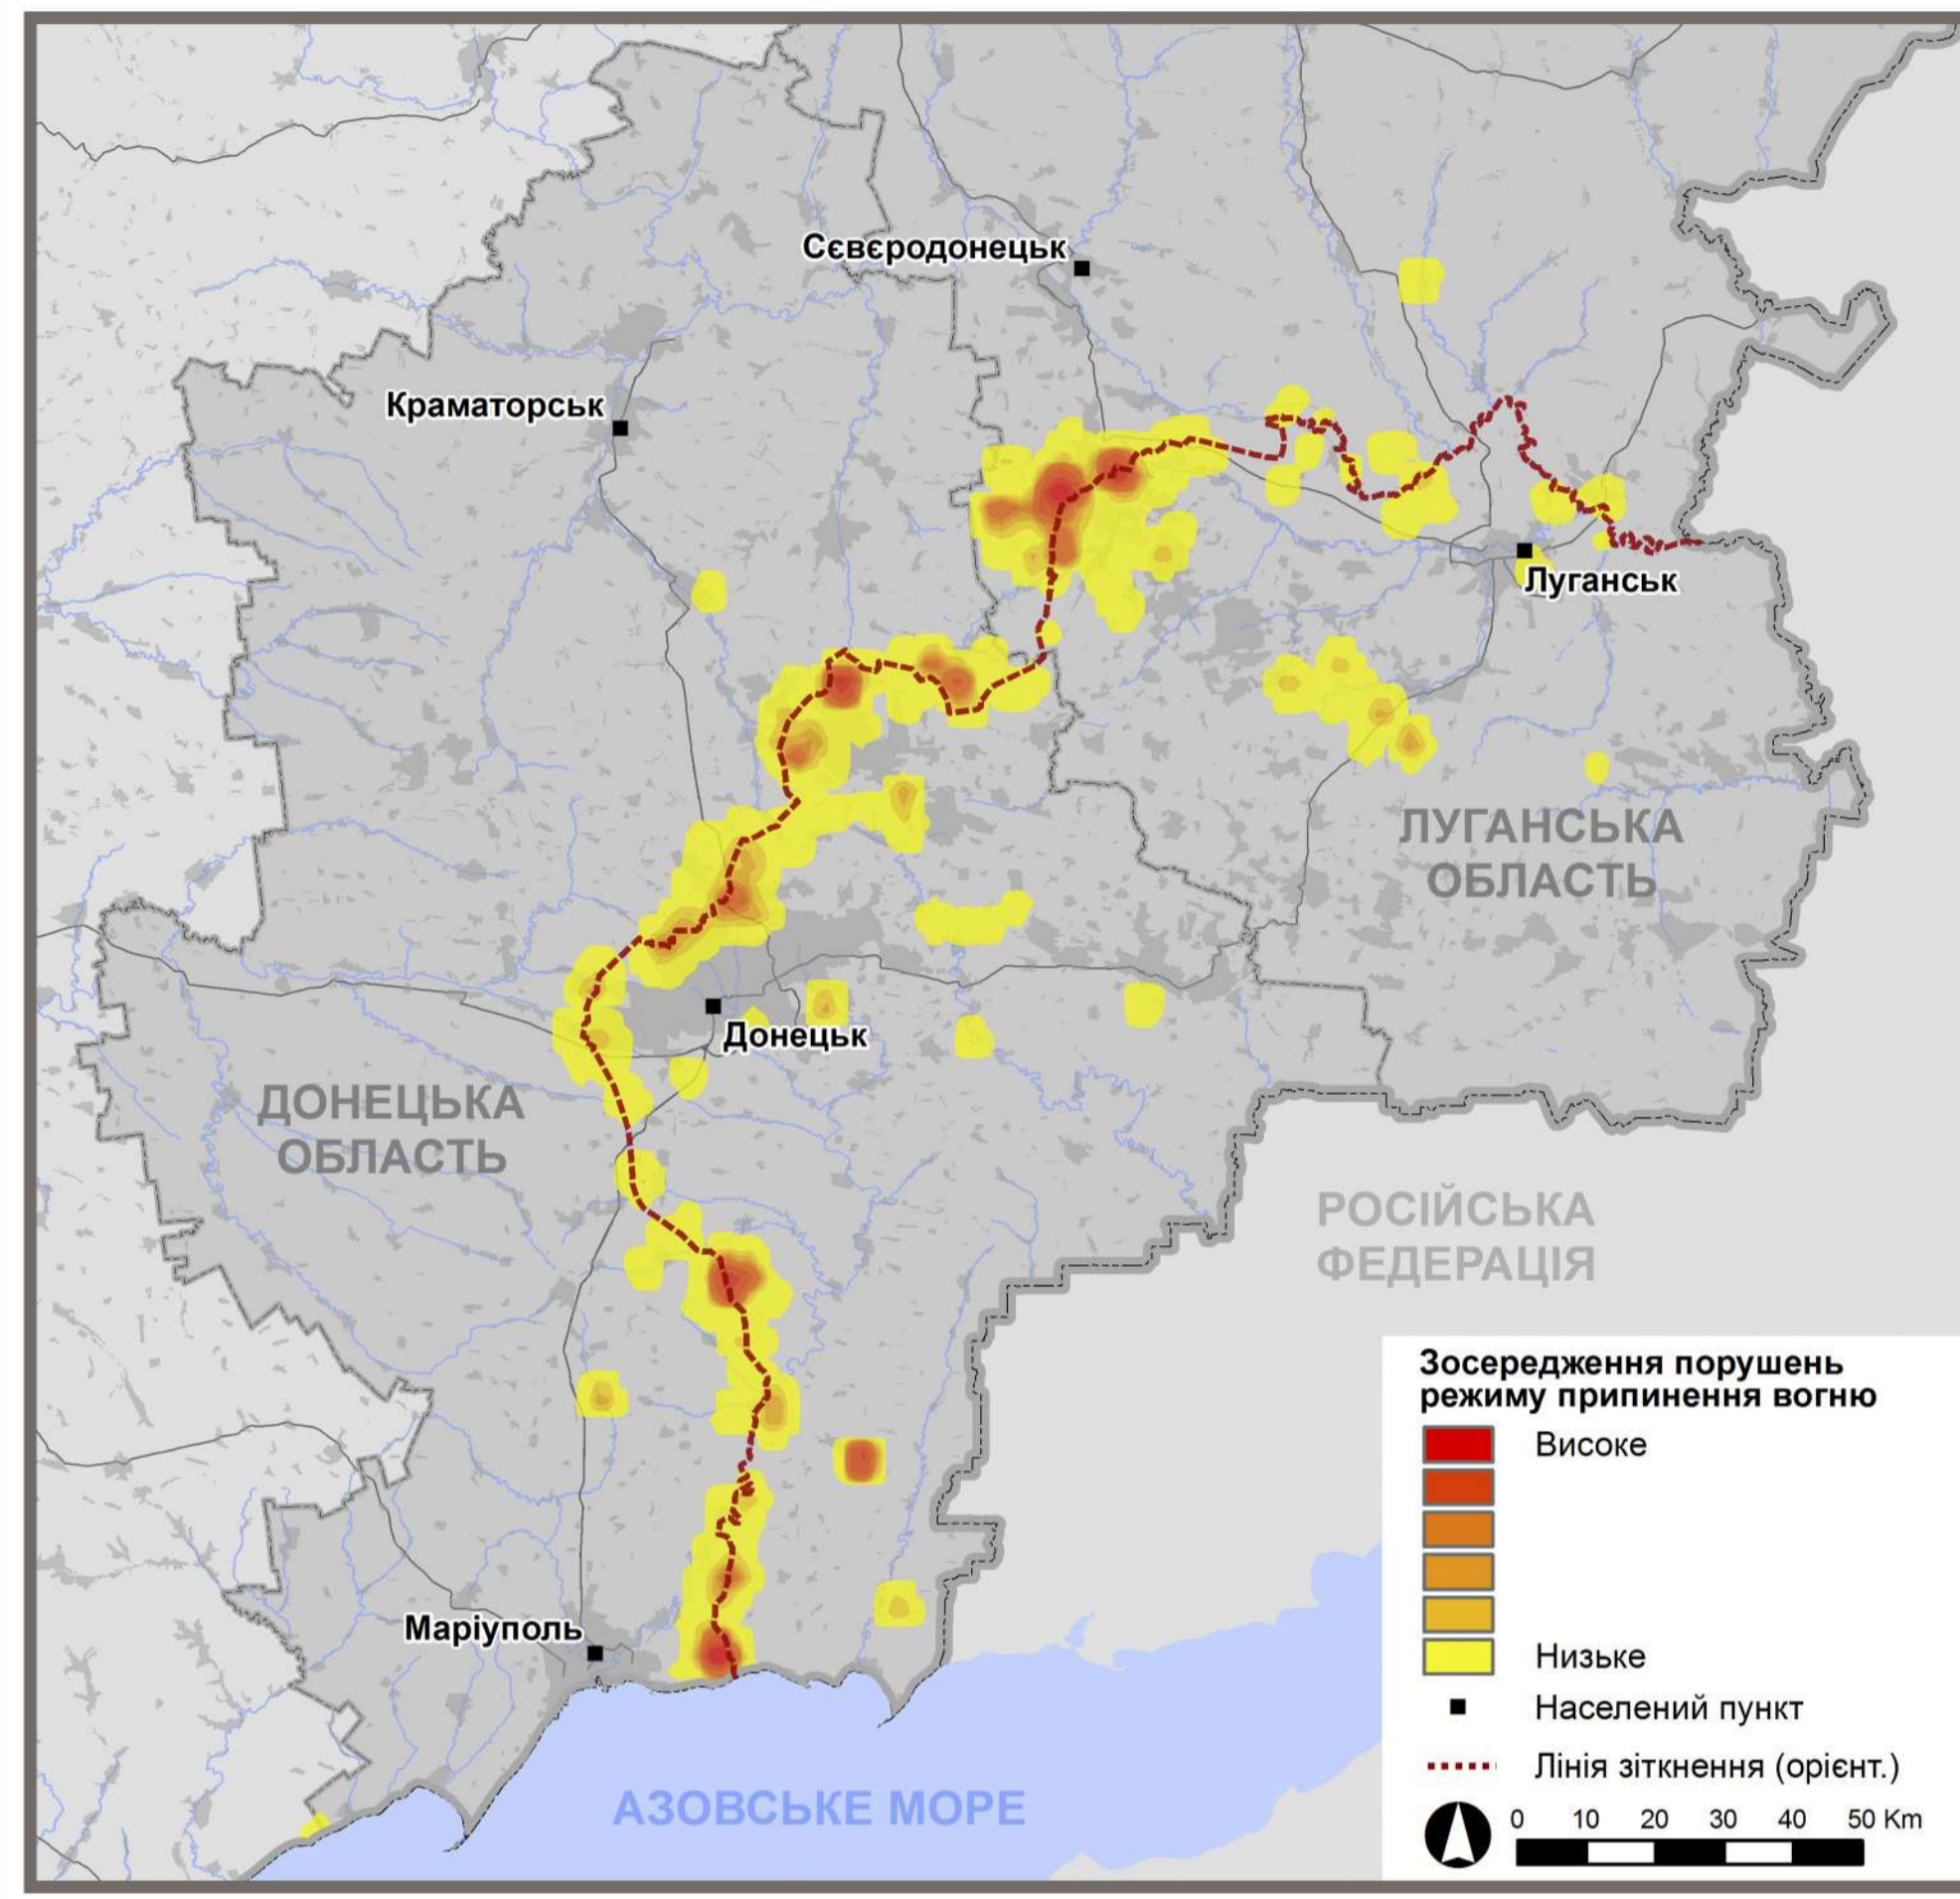 Сєвєродонецьк
Краматорськ
Луганськ
ЛУГАНСЬКА
ОБЛАСТЬ
Донецьк
ДОНЕЦЬКА
ОБЛАСТЬ
РОСІЙСЬКА
ФЕДЕРАЦІЯ
Маріуполь
АЗОВСЬКЕ МОРЕ
Зосередження порушень
режиму припинення вогню
Високе
Низьке
Населений пункт
Лінія зіткнення (орієнт.)
0 10 20 30 40 50 Km